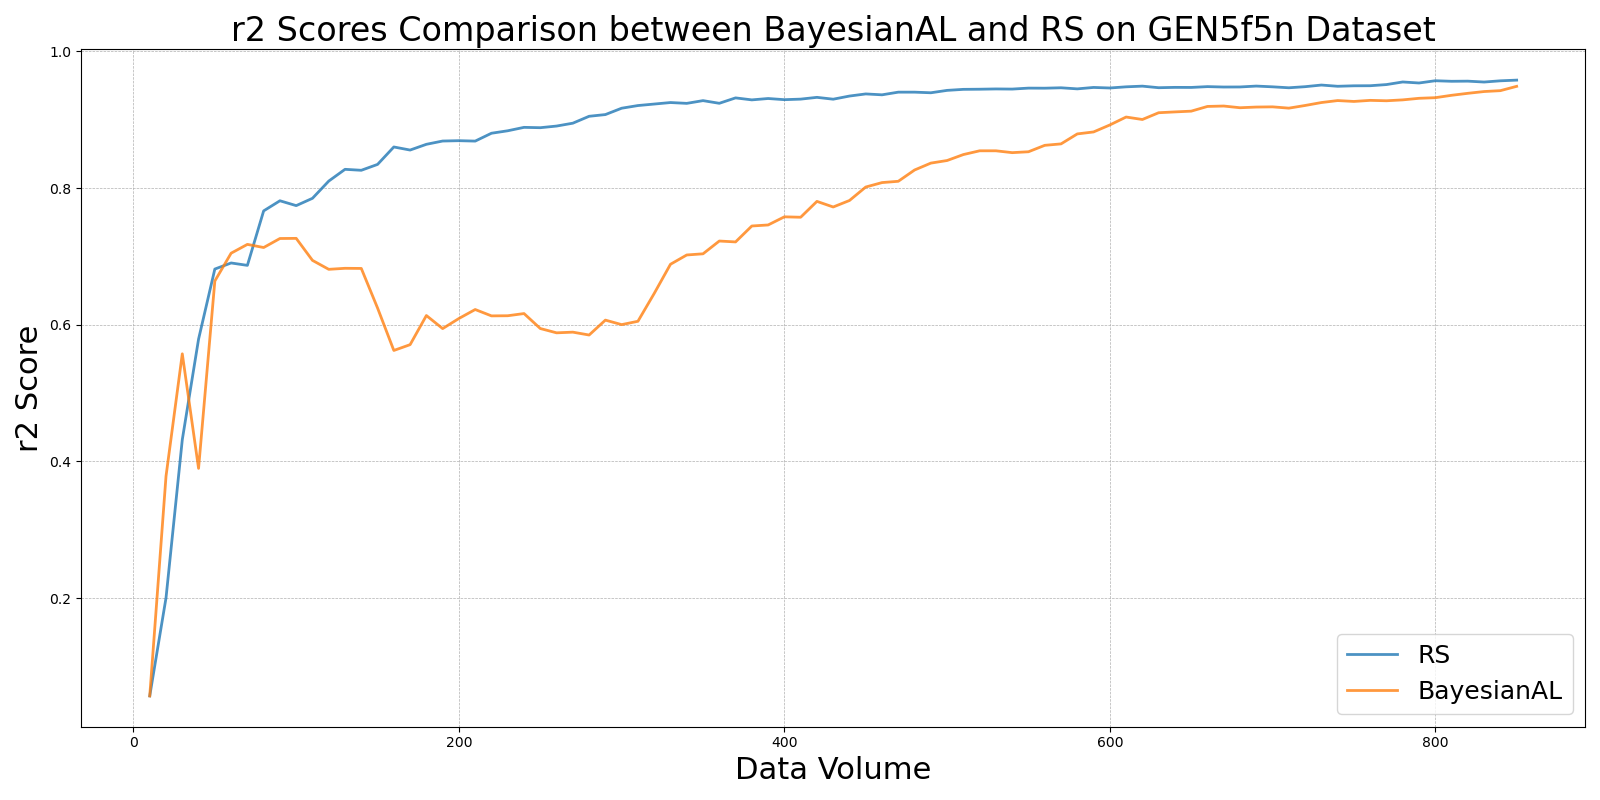 r2 Scores Comparison between BayesianAL and RS on GEN5f5n Dataset
r2 Score
1.0
0.8
0.6
0.4
0.2
0
200
400
600
800
Data Volume
RS
BayesianAL